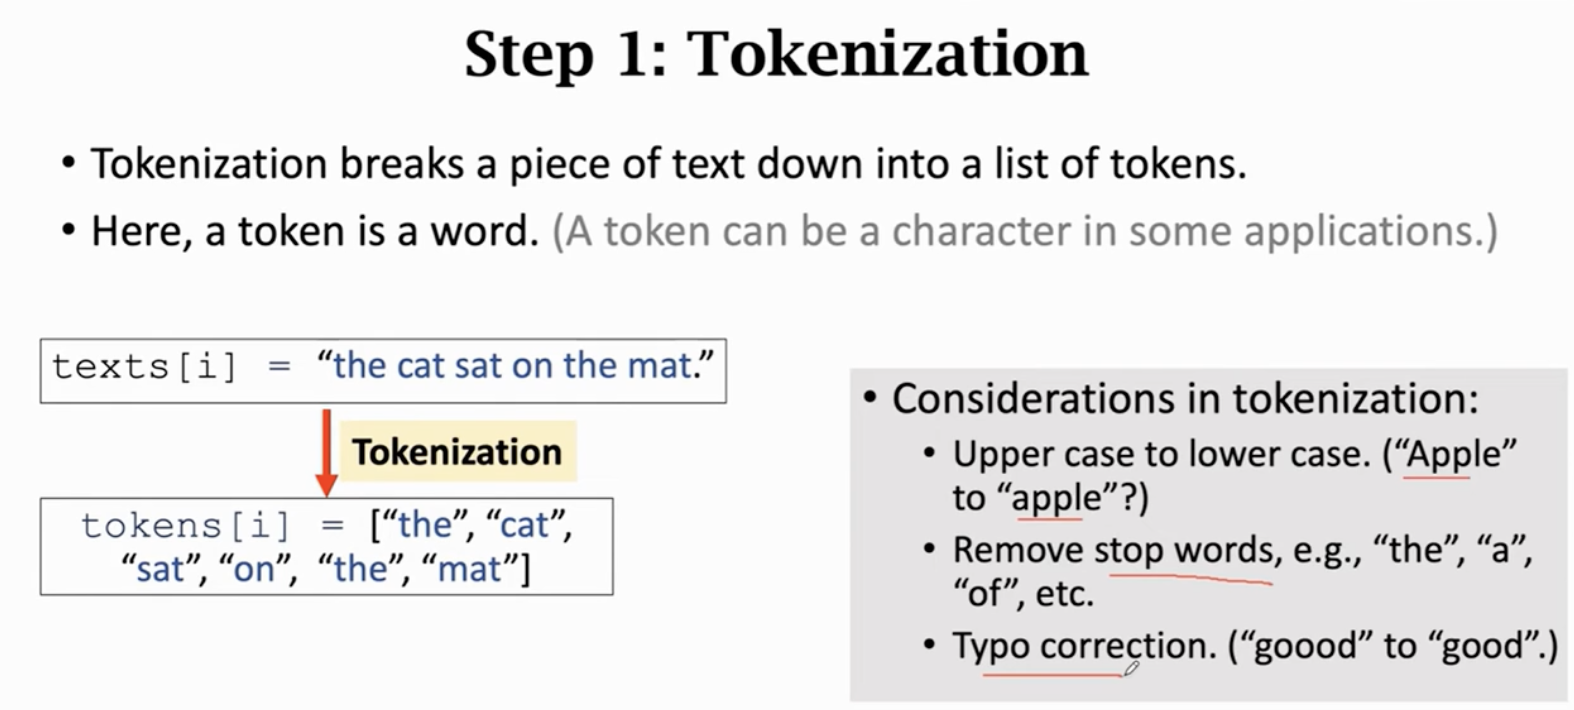 Step 1: Tokenization
• Tokenization breaks a piece of text down into a list of tokens.
• Here, a token is a word. (A token can be a character in some applications.)
texts[i] = “the cat sat on the mat.”
Tokenization
tokens[i] = [“the”, “cat”,
“sat”, “on”, “the”, “mat”]
• Considerations in tokenization:
• Upper case to lower case. (“Apple”
to “apple”?)
• Remove stop words, e.g., “the”, “a”,
“of”, etc.
• Typo correction. (“goood” to “good”.)